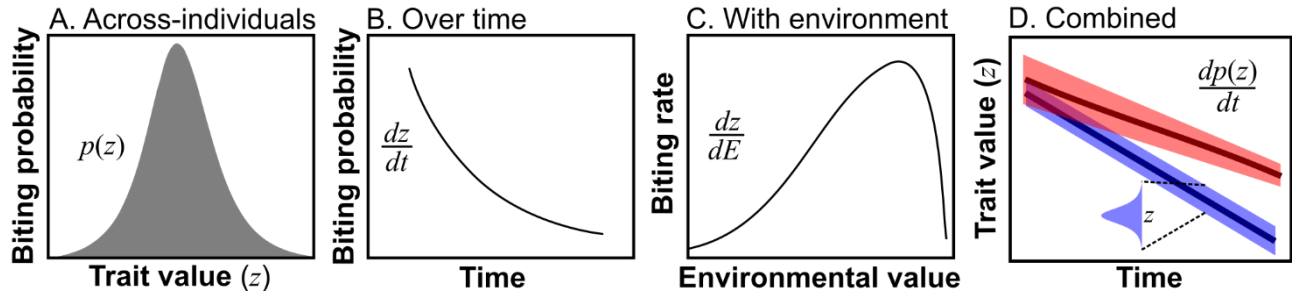 A. Across-individuals
Biting probability
p(z)
Trait value (z)
B. Over time
Biting probability
dz
dt
Time
C. With environment
Biting rate
dz
dE
Environmental value
D. Combined
Trait value (z)
dp(z)
dt
z
Time